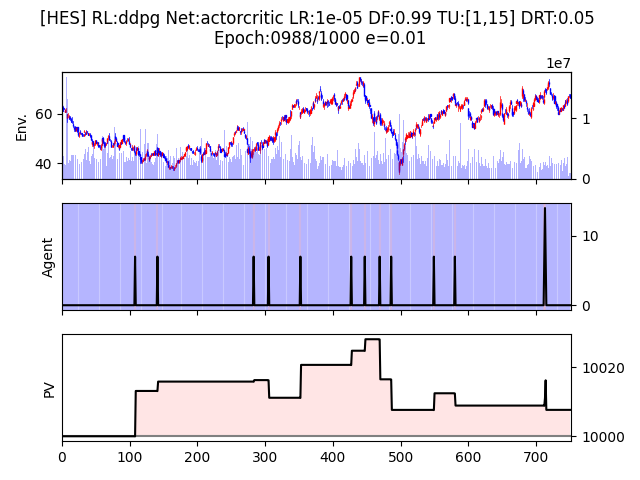 [HES] RL:ddpg Net:actorcritic LR:1e-05 DF:0.99 TU:[1,15] DRT:0.05
Epoch:0988/1000 e=0.01
1e7
Env.
60
40
1
0
Agent
10
0
PV
10020
10000
0 100 200 300 400 500 600 700